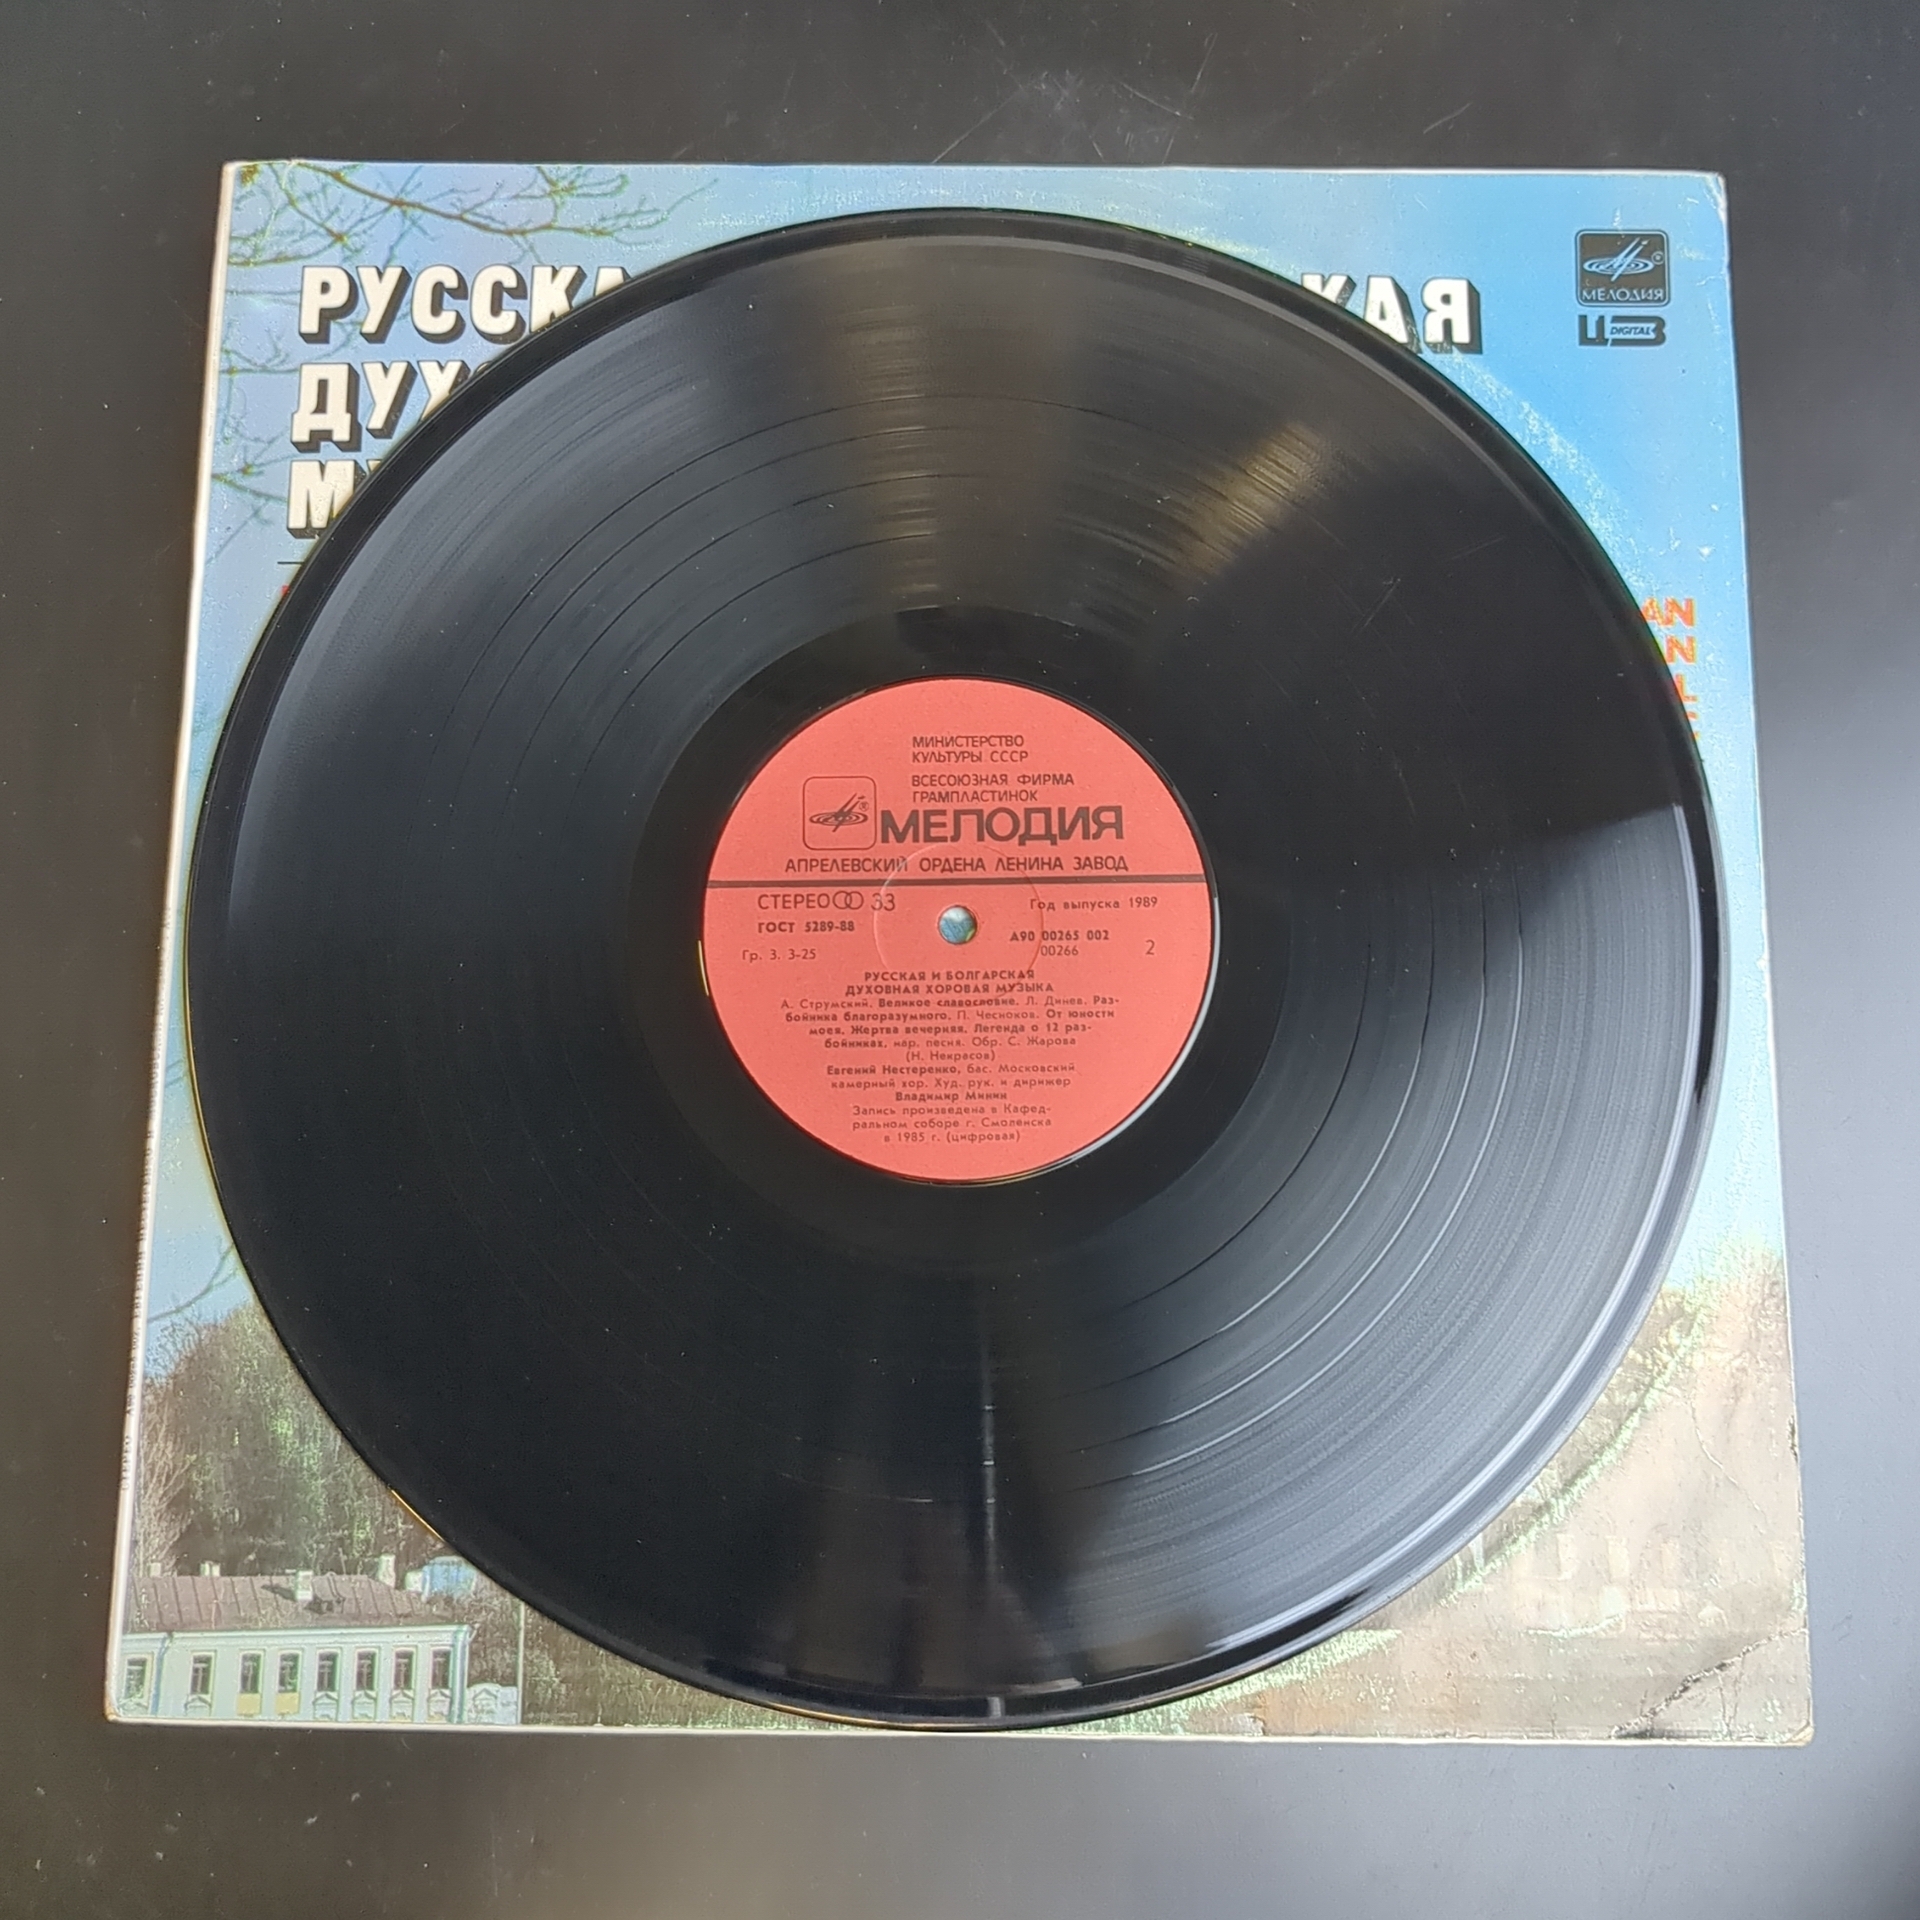 РУССКА
КАЯ
ДУХ
М
МЕЛОДИЯ
DIGITAL
AN
AN
L
МИНИСТЕРСТВО
КУЛЬТУРЫ СССР
ВСЕСОЮЗНАЯ ФИРМА
ГРАМПЛАСТИНОК
МЕЛОДИЯ
АПРЕЛЕВСКИЙ ОРДЕНА ЛЕНИНА ЗАВОД
СТЕРЕО 33
Год выпуска 1989
ГОСТ 5289-88
А90 00265 002
Гр. 3. 3-25
00266
2
РУССКАЯ И БОЛГАРСКАЯ
ДУХОВНАЯ ХОРОВАЯ МУЗЫКА
А. Струмский. Великое славословие. Л. Динев. Раз-
бойника благоразумного. П. Чесноков. От юности
моея. Жертва вечерняя. Легенда о 12 раз-
бойниках, нар. песня. Обр. С. Жарова
(Н. Некрасов)
Евгений Нестеренко, бас. Московский
камерный хор. Худ. рук. и дирижер
Владимир Минин
Запись произведена в Кафед-
ральном соборе г. Смоленска
в 1985 г. (цифровая)